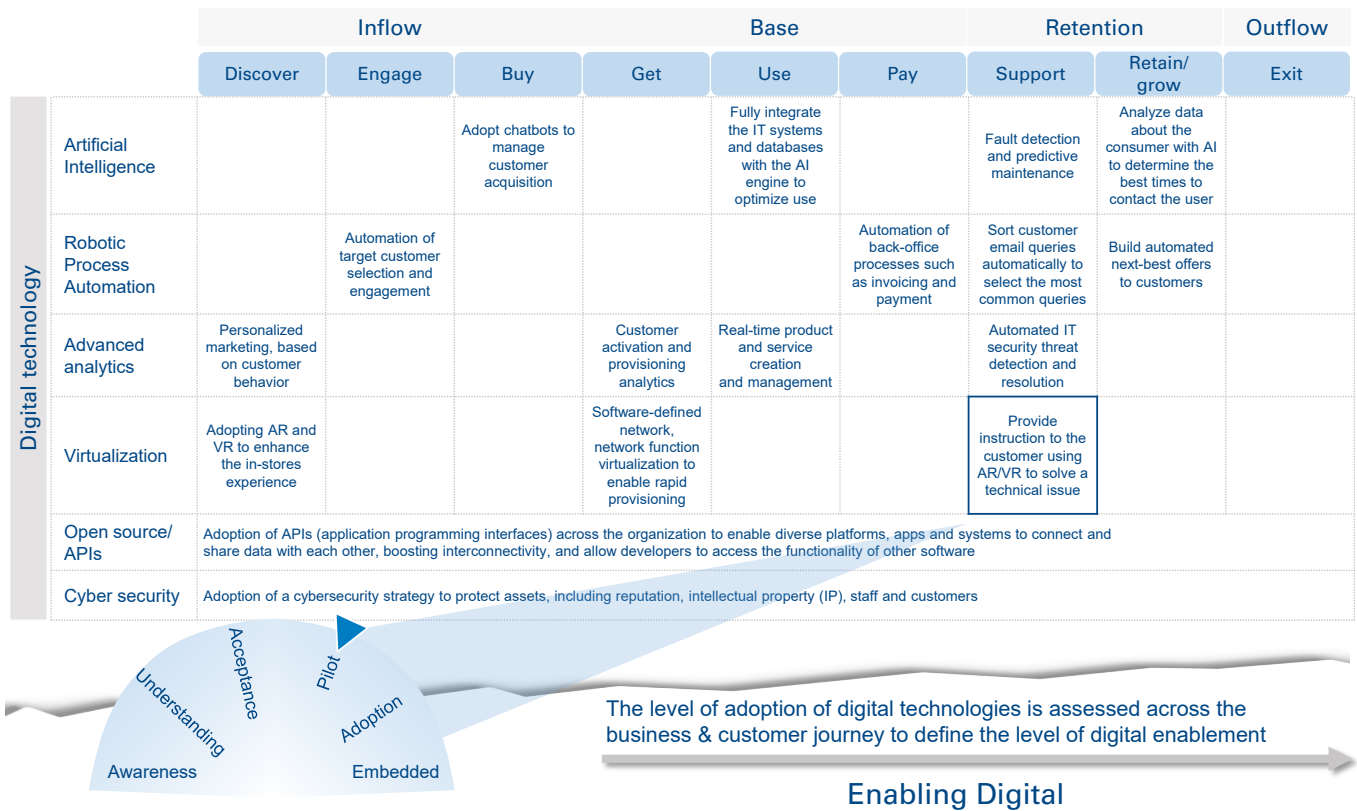 Inflow
Base
Retention
Outflow
Discover
Engage
Buy
Get
Use
Pay
Support
Retain/
grow
Exit
Digital technology
Artificial
Intelligence
Adopt chatbots to
manage
customer
acquisition
Fully integrate
the IT systems
and databases
with the AI
engine to
optimize use
Fault detection
and predictive
maintenance
Analyze data
about the
consumer with AI
to determine the
best times to
contact the user
Robotic
Process
Automation
Automation of
target customer
selection and
engagement
Automation of
back-office
processes such
as invoicing and
payment
Sort customer
email queries
automatically to
select the most
common queries
Build automated
next-best offers
to customers
Advanced
analytics
Personalized
marketing, based
on customer
behavior
Customer
activation and
provisioning
analytics
Real-time product
and service
creation
and management
Automated IT
security threat
detection and
resolution
Virtualization
Adopting AR and
VR to enhance
the in-stores
experience
Software-defined
network,
network function
virtualization to
enable rapid
provisioning
Provide
instruction to the
customer using
AR/VR to solve a
technical issue
Open source/
APIs
Adoption of APIs (application programming interfaces) across the organization to enable diverse platforms, apps and systems to connect and
share data with each other, boosting interconnectivity, and allow developers to access the functionality of other software
Cyber security
Adoption of a cybersecurity strategy to protect assets, including reputation, intellectual property (IP), staff and customers
Awareness
Understanding
Acceptance
Pilot
Adoption
Embedded
The level of adoption of digital technologies is assessed across the
business & customer journey to define the level of digital enablement
Enabling Digital